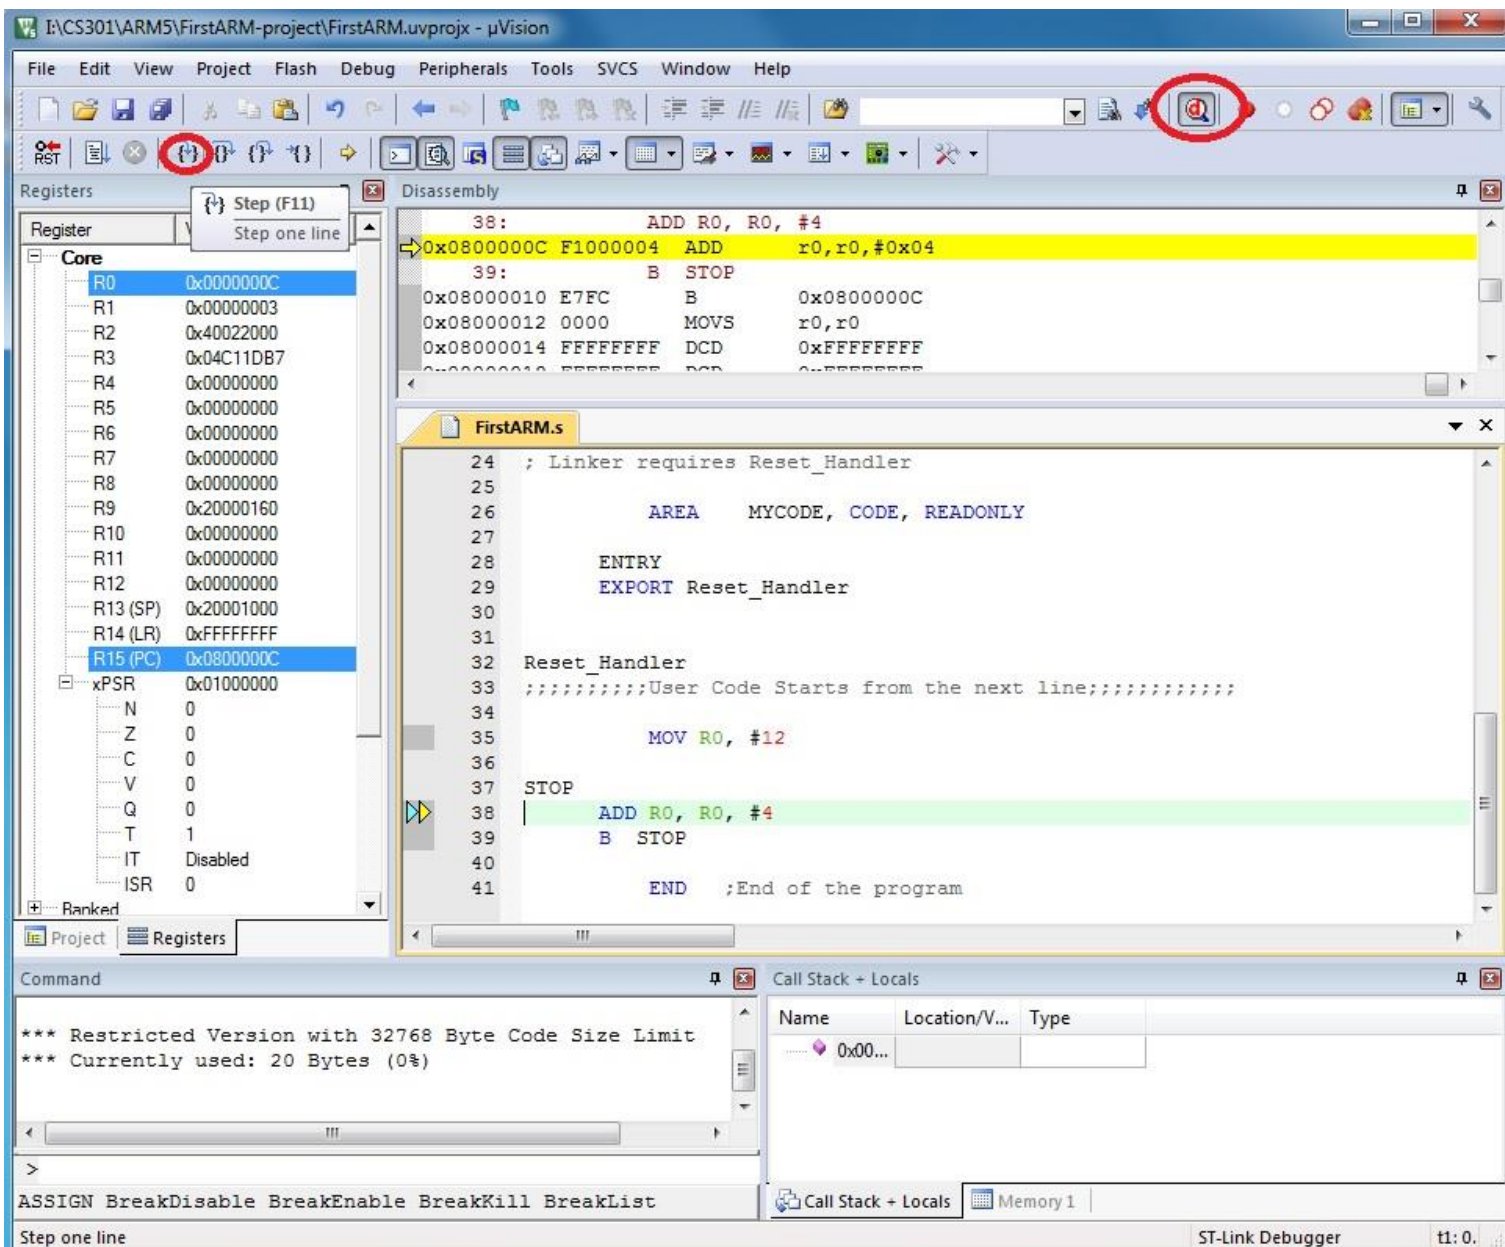 I:\CS301\ARM5\FirstARM-project\FirstARM.uvprojx - µVision
File Edit View Project Flash Debug Peripherals Tools SVCS Window Help
RST
Registers
Step (F11)
Step one line
Register
Core
R0 0x0000000C
R1 0x00000003
R2 0x40022000
R3 0x04C11DB7
R4 0x00000000
R5 0x00000000
R6 0x00000000
R7 0x00000000
R8 0x00000000
R9 0x20000160
R10 0x00000000
R11 0x00000000
R12 0x00000000
R13 (SP) 0x20001000
R14 (LR) 0xFFFFFFFF
R15 (PC) 0x0800000C
xPSR 0x01000000
N 0
Z 0
C 0
V 0
Q 0
T 1
IT Disabled
ISR 0
Banked
Project Registers
Disassembly
38: ADD R0, R0, #4
0x0800000C F1000004 ADD r0,r0,#0x04
39: B STOP
0x08000010 E7FC B 0x0800000C
0x08000012 0000 MOVS r0,r0
0x08000014 FFFFFFFF DCD 0xFFFFFFFF
FirstARM.s
24 ; Linker requires Reset_Handler
25
26 AREA MYCODE, CODE, READONLY
27
28 ENTRY
29 EXPORT Reset_Handler
30
31
32 Reset_Handler
33 ;;;;;;;;;;User Code Starts from the next line;;;;;;;;;;;;
34
35 MOV R0, #12
36
37 STOP
38 ADD R0, R0, #4
39 B STOP
40
41 END ;End of the program
Command
*** Restricted Version with 32768 Byte Code Size Limit
*** Currently used: 20 Bytes (0%)
>
ASSIGN BreakDisable BreakEnable BreakKill BreakList
Call Stack + Locals
Name Location/V... Type
0x00...
Call Stack + Locals Memory 1
Step one line ST-Link Debugger t1: 0.